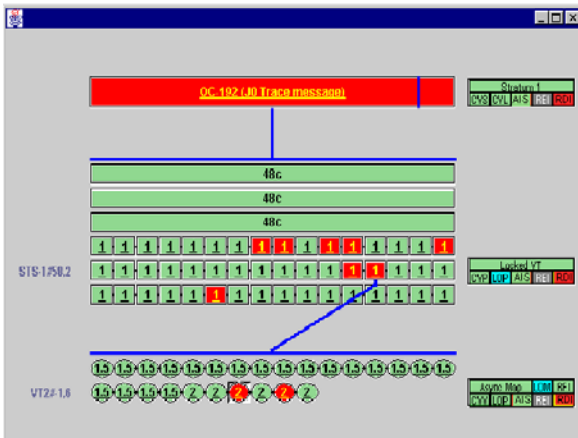 OC-192 (J0 Trace message)
Stratum 1
CVS CVL AIS REI RDI
48c
48c
48c
1 1 1 1 1 1 1 1 1 1 1 1 1 1 1 1
STS-1#50,2 1 1 1 1 1 1 1 1 1 1 1 1 1 1 1 1
Locked VT
CVP LOP AIS REI RDI
1 1 1 1 1 1 1 1 1 1 1 1 1 1 1 1
1.5 1.5 1.5 1.5 1.5 1.5 1.5 1.5 1.5 1.5 1.5 1.5 1.5 1.5 1.5 1.5
VT2#-1,6 1.5 1.5 1.5 1.5 2 2 2 2 2 2
Async Map LOM RFI
CVV LOP AIS REI RDI